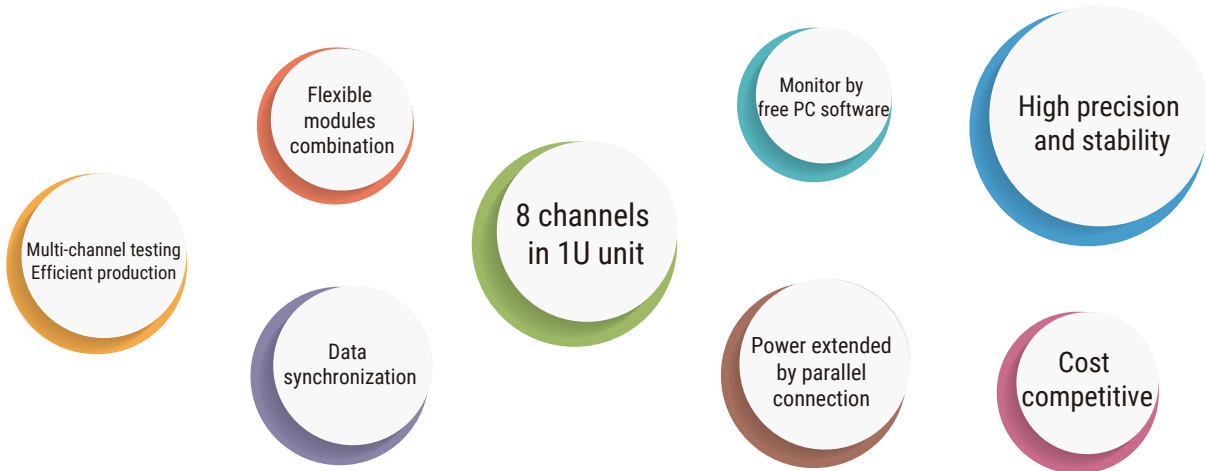 Multi-channel testing
Efficient production
Flexible
modules
combination
Data
synchronization
8 channels
in 1U unit
Monitor by
free PC software
Power extended
by parallel
connection
High precision
and stability
Cost
competitive